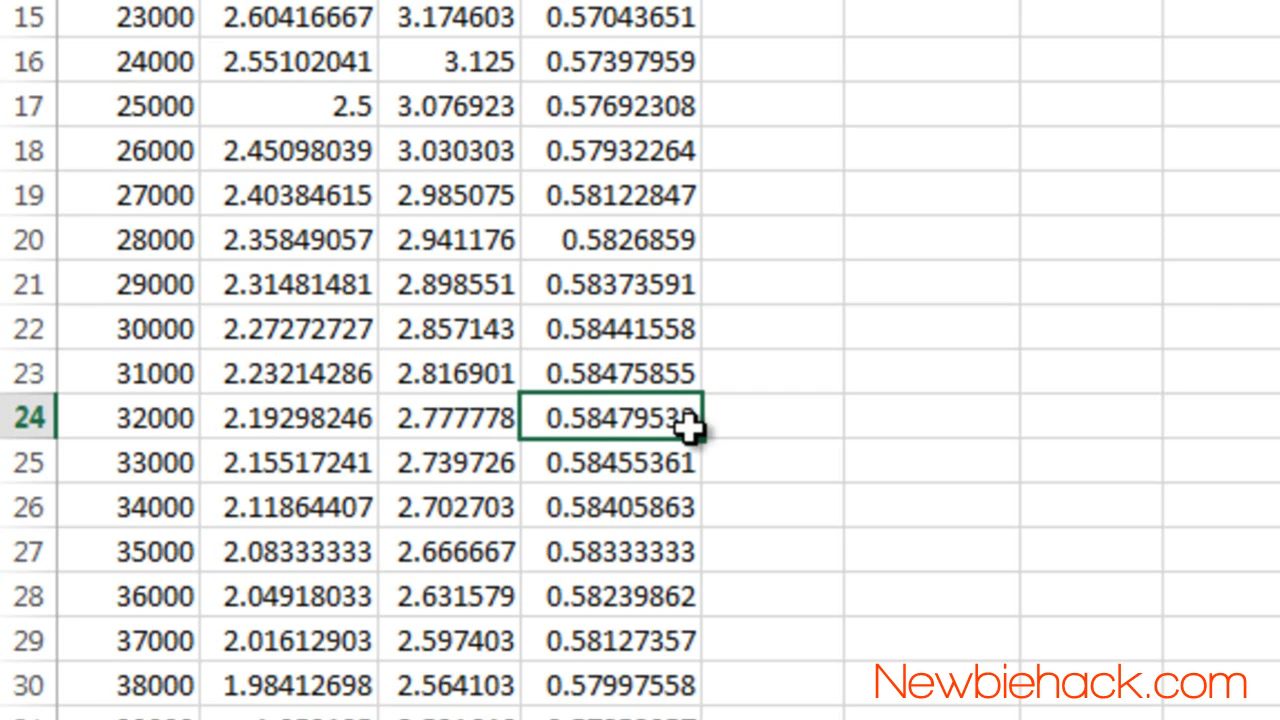 15 23000 2.60416667 3.174603 0.57043651
16 24000 2.55102041 3.125 0.57397959
17 25000 2.5 3.076923 0.57692308
18 26000 2.45098039 3.030303 0.57932264
19 27000 2.40384615 2.985075 0.58122847
20 28000 2.35849057 2.941176 0.5826859
21 29000 2.31481481 2.898551 0.58373591
22 30000 2.27272727 2.857143 0.58441558
23 31000 2.23214286 2.816901 0.58475855
24 32000 2.19298246 2.777778
25 33000 2.15517241 2.739726 0.58455361
26 34000 2.11864407 2.702703 0.58405863
27 35000 2.08333333 2.666667 0.58333333
28 36000 2.04918033 2.631579 0.58239862
29 37000 2.01612903 2.597403 0.58127357
30 38000 1.98412698 2.564103 0.57997558
Newbiehack.com